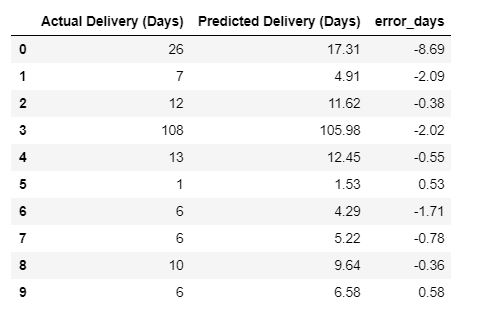 Actual Delivery (Days) Predicted Delivery (Days) error_days
0 26 17.31 -8.69
1 7 4.91 -2.09
2 12 11.62 -0.38
3 108 105.98 -2.02
4 13 12.45 -0.55
5 1 1.53 0.53
6 6 4.29 -1.71
7 6 5.22 -0.78
8 10 9.64 -0.36
9 6 6.58 0.58